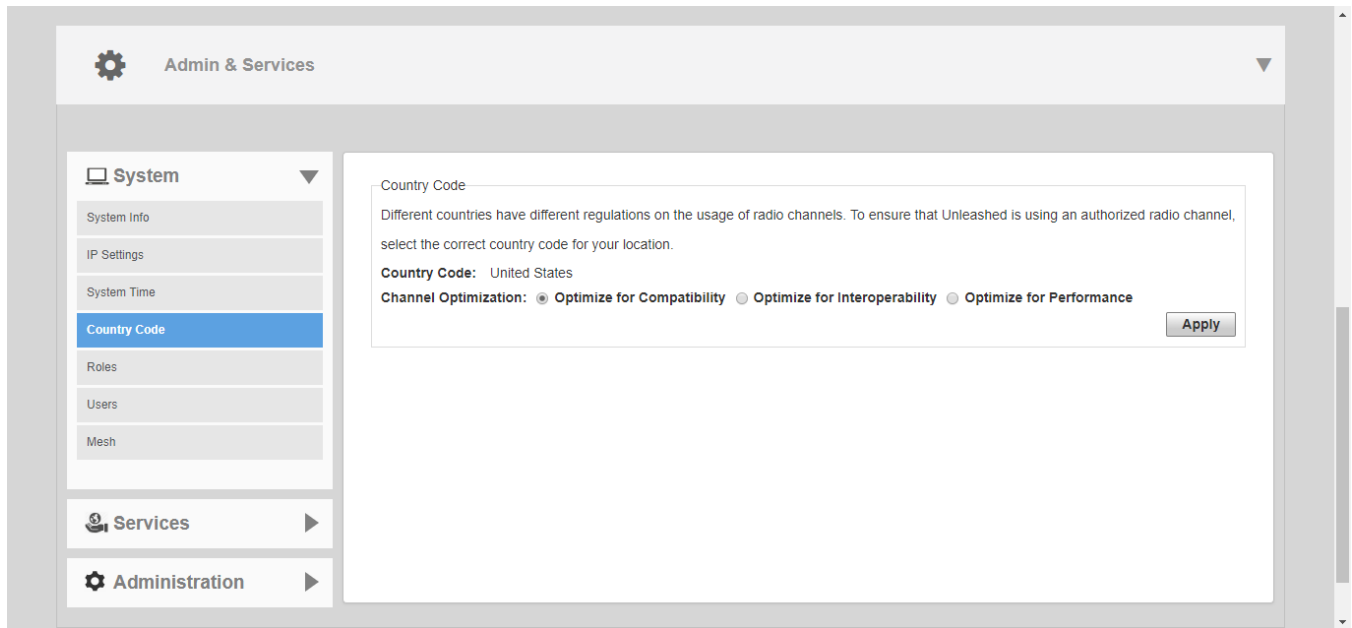 Admin & Services
System
System Info
IP Settings
System Time
Country Code
Roles
Users
Mesh
Services
Administration
Country Code
Different countries have different regulations on the usage of radio channels. To ensure that Unleashed is using an authorized radio channel,
select the correct country code for your location.
Country Code: United States
Channel Optimization: Optimize for Compatibility Optimize for Interoperability Optimize for Performance
Apply